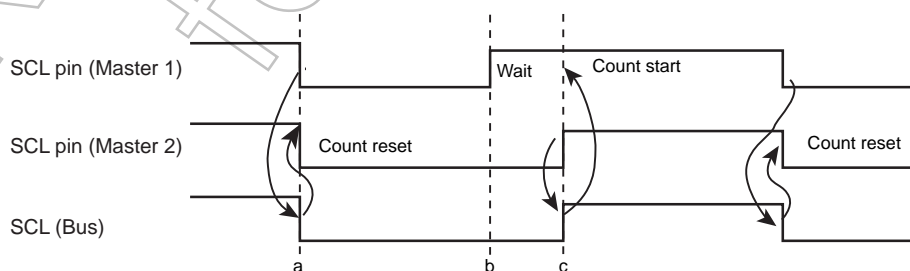 SCL pin (Master 1)
Wait
Count start
SCL pin (Master 2)
Count reset
Count reset
SCL (Bus)
a
b
c